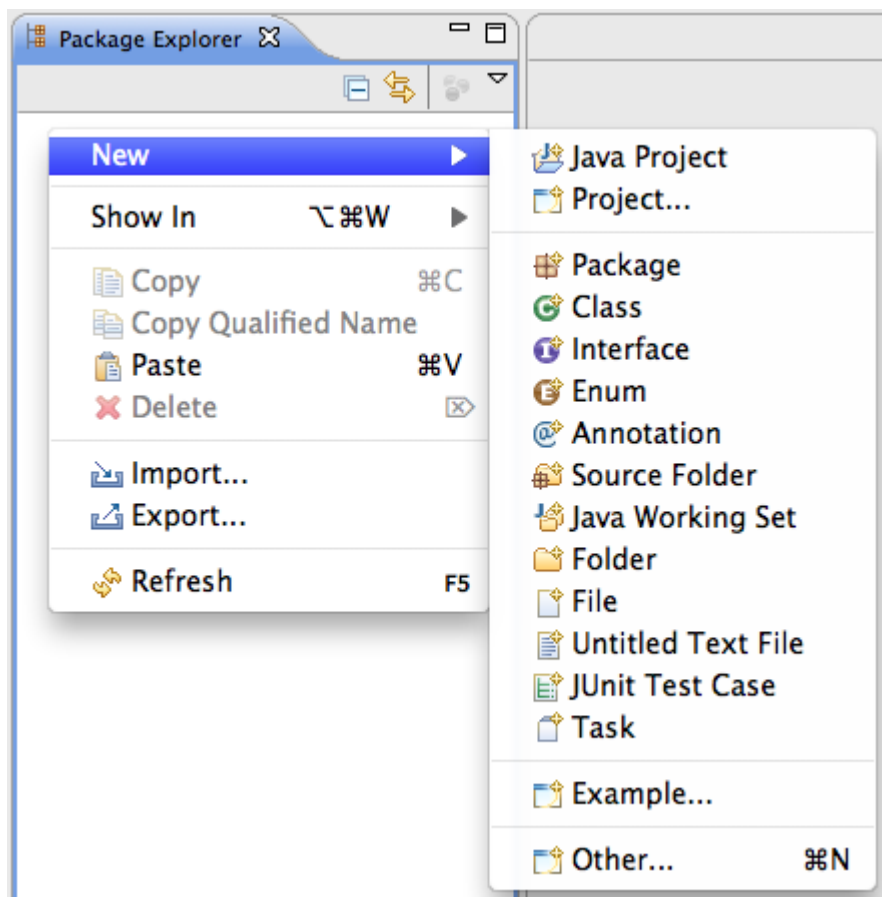 Package Explorer
New
Show In ⌥⌘W
Copy ⌘C
Copy Qualified Name
Paste ⌘V
Delete ⌦
Import...
Export...
Refresh F5
Java Project
Project...
Package
Class
Interface
Enum
Annotation
Source Folder
Java Working Set
Folder
File
Untitled Text File
JUnit Test Case
Task
Example...
Other... ⌘N